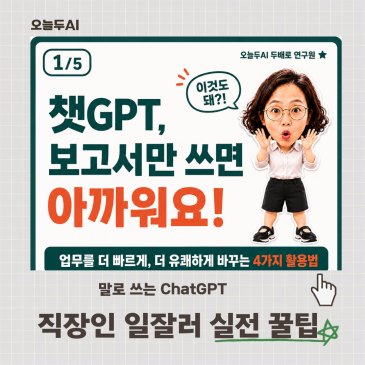 오늘두AI
1/5
오늘두AI 두배로 연구원 ★
이것도
돼?!
챗GPT,
보고서만 쓰면
아까워요!
업무를 더 빠르게, 더 유쾌하게 바꾸는 4가지 활용법
말로 쓰는 ChatGPT
직장인 일잘러 실전 꿀팁